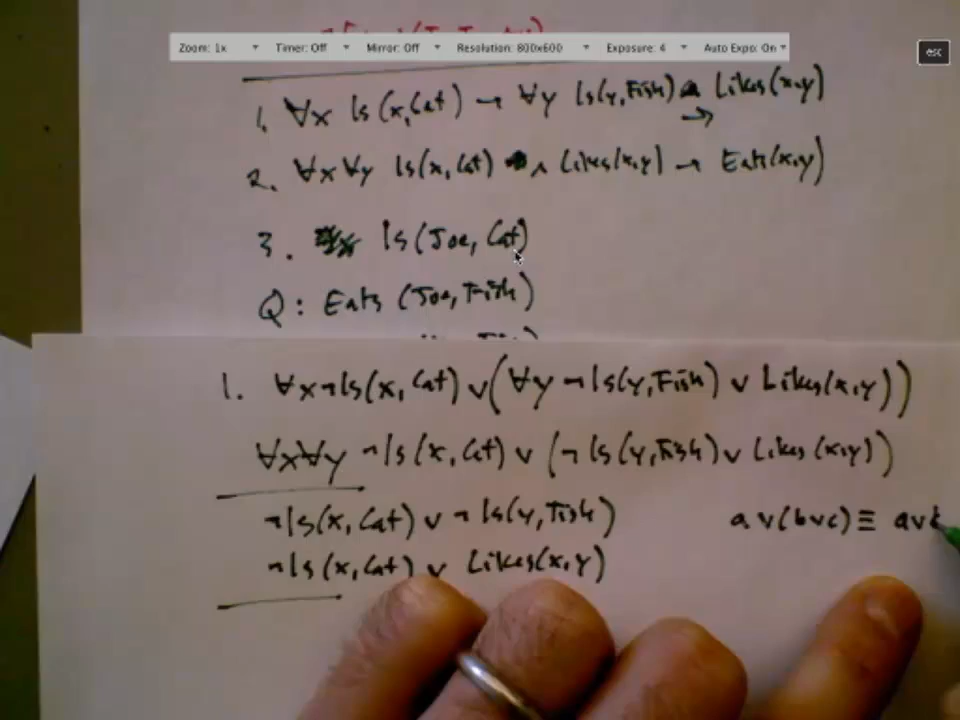 Zoom: 1x Timer: Off Mirror: Off Resolution: 800x600 Exposure: 4 Auto Expo: On
esc
1. ∀x Is(x,Cat) → ∀y Is(y,Fish) → Likes(x,y)
2. ∀x∀y Is(x,Cat) ∧ Likes(x,y) → Eats(x,y)
3. Is(Joe, Cat)
Q: Eats (Joe, Fish)
1. ∀x ¬Is(x, Cat) ∨ (∀y ¬Is(y,Fish) ∨ Likes(x,y))
∀x∀y ¬Is(x, Cat) ∨ (¬Is(y,Fish) ∨ Likes(x,y))
¬Is(x, Cat) ∨ ¬Is(y,Fish) a ∨ (b∨c) ≡ a∨
¬Is(x, Cat) ∨ Likes(x,y)